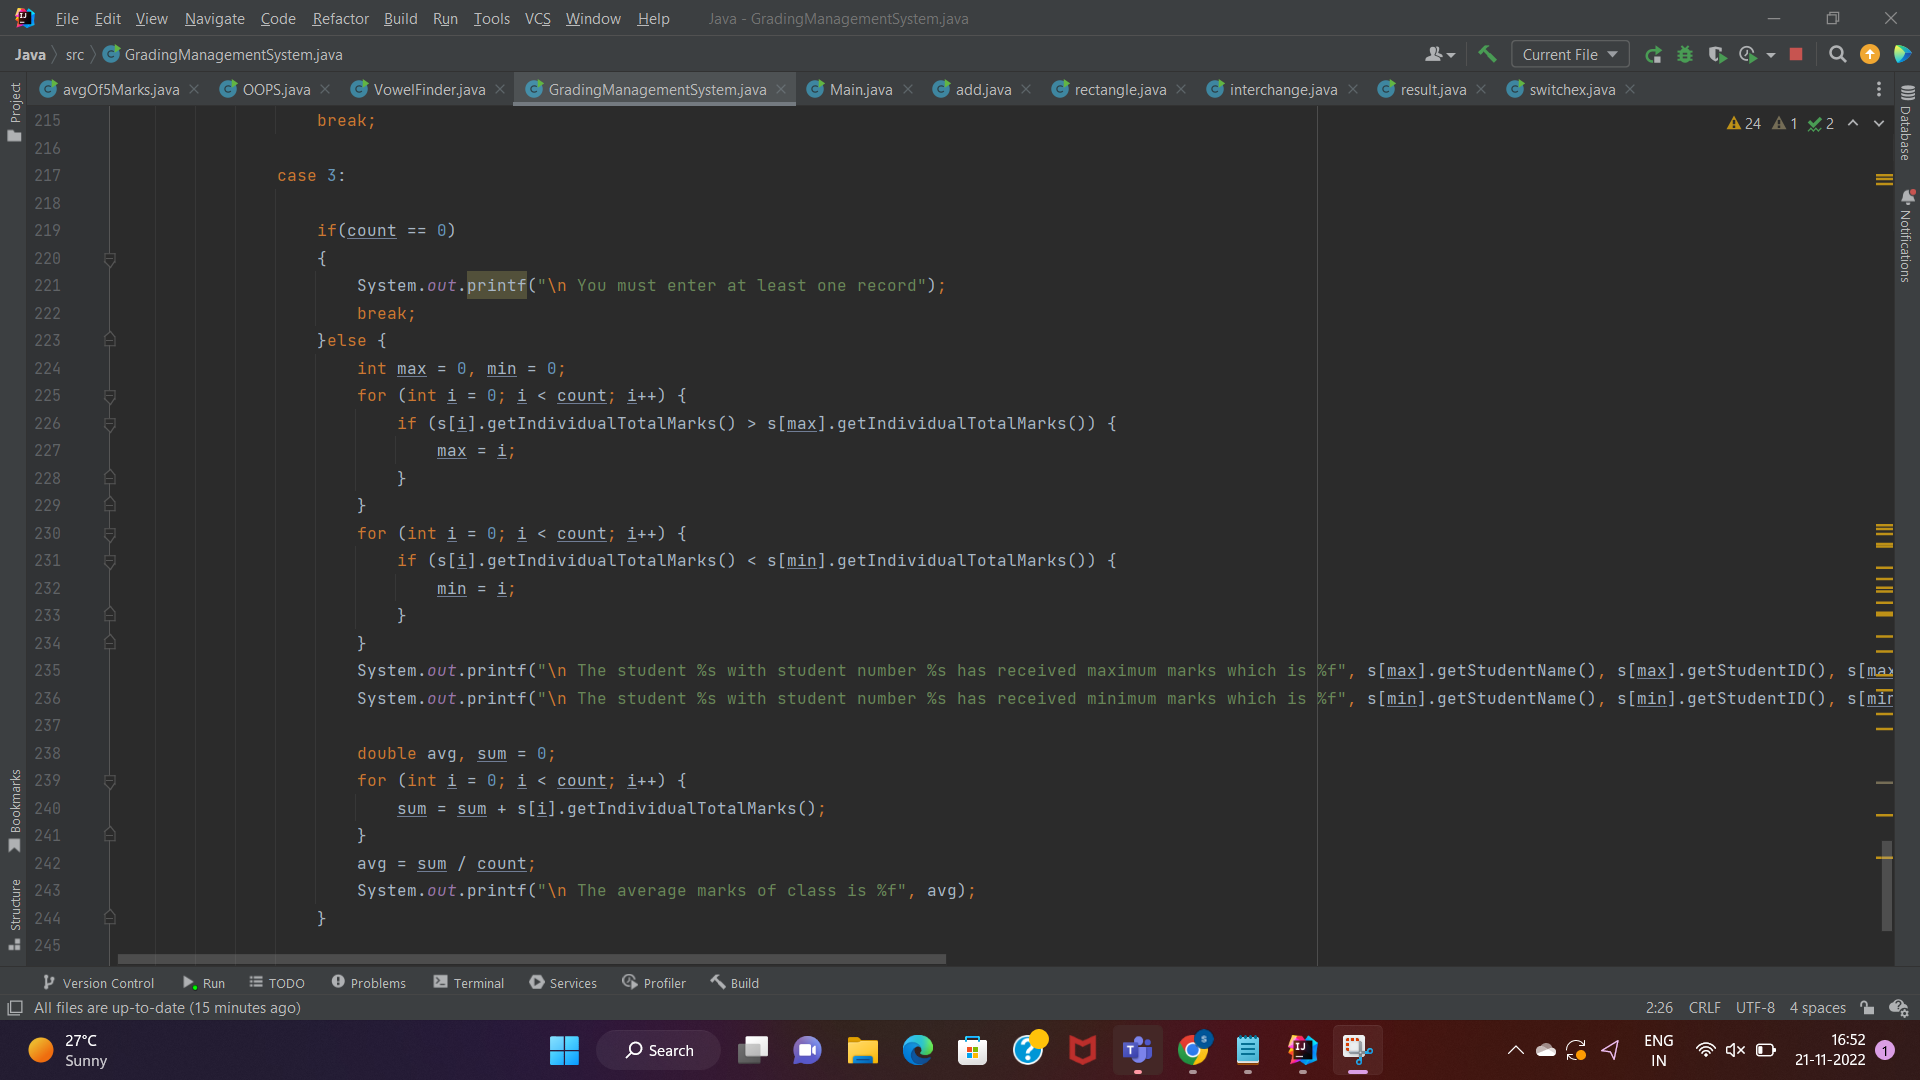 File Edit View Navigate Code Refactor Build Run Tools VCS Window Help Java - GradingManagementSystem.java
Java src GradingManagementSystem.java Current File
avgOf5Marks.java OOPS.java VowelFinder.java GradingManagementSystem.java Main.java add.java rectangle.java interchange.java result.java switchex.java
Project
Database
Notifications
24 1 2
215 break;
216
217 case 3:
218
219 if(count == 0)
220 {
221 System.out.printf("\n You must enter at least one record");
222 break;
223 }else {
224 int max = 0, min = 0;
225 for (int i = 0; i < count; i++) {
226 if (s[i].getIndividualTotalMarks() > s[max].getIndividualTotalMarks()) {
227 max = i;
228 }
229 }
230 for (int i = 0; i < count; i++) {
231 if (s[i].getIndividualTotalMarks() < s[min].getIndividualTotalMarks()) {
232 min = i;
233 }
234 }
235 System.out.printf("\n The student %s with student number %s has received maximum marks which is %f", s[max].getStudentName(), s[max].getStudentID(), s[max
236 System.out.printf("\n The student %s with student number %s has received minimum marks which is %f", s[min].getStudentName(), s[min].getStudentID(), s[min
237
238 double avg, sum = 0;
239 for (int i = 0; i < count; i++) {
240 sum = sum + s[i].getIndividualTotalMarks();
241 }
242 avg = sum / count;
243 System.out.printf("\n The average marks of class is %f", avg);
244 }
245
Bookmarks
Structure
Version Control Run TODO Problems Terminal Services Profiler Build
All files are up-to-date (15 minutes ago) 2:26 CRLF UTF-8 4 spaces
27°C
Sunny
Search
ENG
IN
16:52
21-11-2022
1